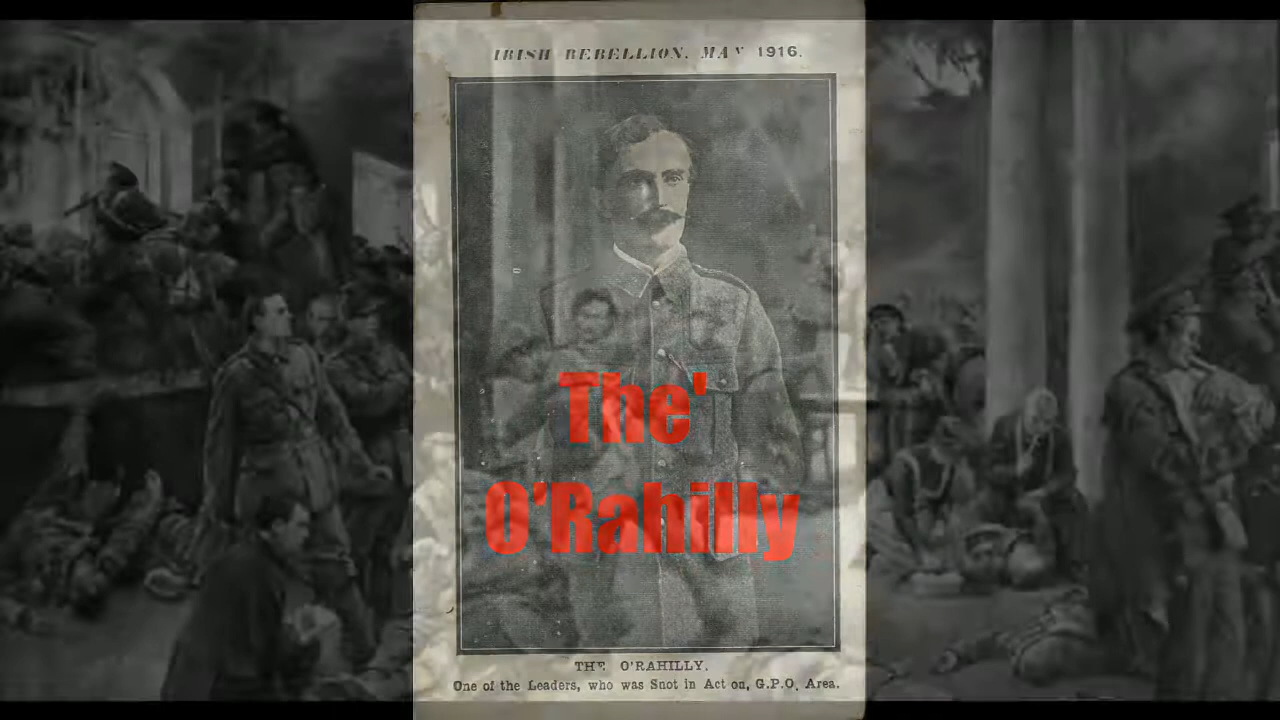 IRISH REBELLION, MAY 1916.
The'
O'Rahilly
THE O'RAHILLY.
One of the Leaders, who was Snot in Act on, G.P.O. Area.